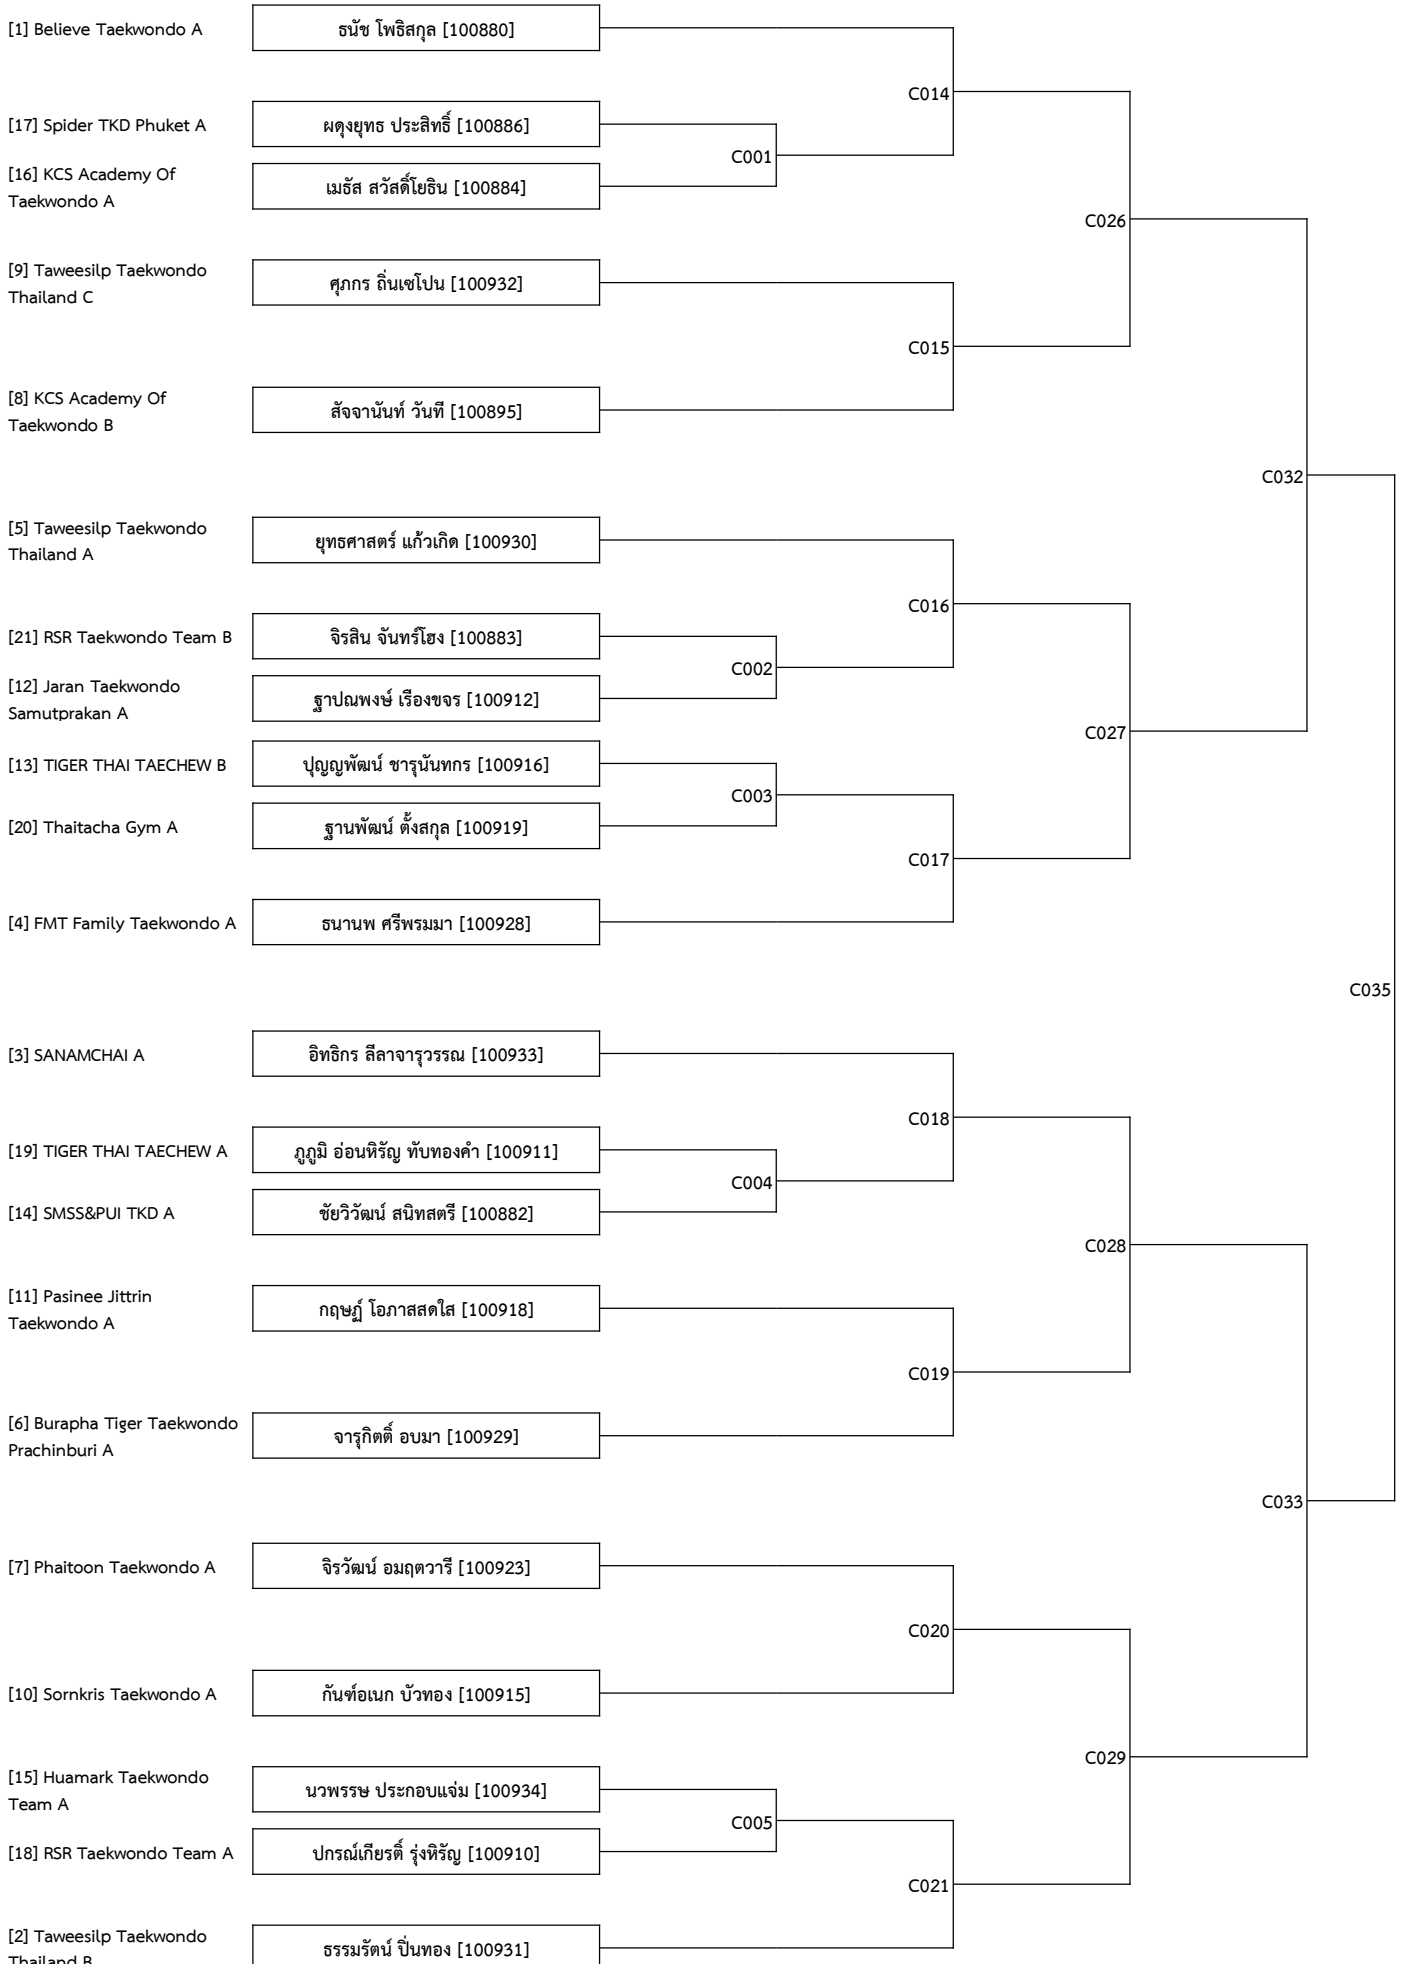 [1] Believe Taekwondo A
ธนัช โพธิสกุล [100880]
C014
[17] Spider TKD Phuket A
ผดุงยุทธ ประสิทธิ์ [100886]
C001
[16] KCS Academy Of
Taekwondo A
เมธัส สวัสดิ์โยธิน [100884]
C026
[9] Taweesilp Taekwondo
Thailand C
ศุภกร ถิ่นเซโปน [100932]
C015
[8] KCS Academy Of
Taekwondo B
สัจจานันท์ วันที [100895]
C032
[5] Taweesilp Taekwondo
Thailand A
ยุทธศาสตร์ แก้วเกิด [100930]
C016
[21] RSR Taekwondo Team B
จิรสิน จันทร์โฮง [100883]
C002
[12] Jaran Taekwondo
Samutprakan A
ฐาปณพงษ์ เรืองขจร [100912]
C027
[13] TIGER THAI TAECHEW B
ปุญญพัฒน์ ชารุนันทกร [100916]
C003
[20] Thaitacha Gym A
ฐานพัฒน์ ตั้งสกุล [100919]
C017
[4] FMT Family Taekwondo A
ธนานพ ศรีพรมมา [100928]
C035
[3] SANAMCHAI A
อิทธิกร ลีลาจารุวรรณ [100933]
C018
[19] TIGER THAI TAECHEW A
ภูภูมิ อ่อนหิรัญ ทับทองคำ [100911]
C004
[14] SMSS&PUI TKD A
ชัยวิวัฒน์ สนิทสตรี [100882]
C028
[11] Pasinee Jittrin
Taekwondo A
กฤษฏ์ โอภาสสดใส [100918]
C019
[6] Burapha Tiger Taekwondo
Prachinburi A
จารุกิตติ์ อบมา [100929]
C033
[7] Phaitoon Taekwondo A
จิรวัฒน์ อมฤตวารี [100923]
C020
[10] Sornkris Taekwondo A
กันฑ์อเนก บัวทอง [100915]
C029
[15] Huamark Taekwondo
Team A
นวพรรษ ประกอบแจ่ม [100934]
C005
[18] RSR Taekwondo Team A
ปกรณ์เกียรติ์ รุ่งหิรัญ [100910]
C021
[2] Taweesilp Taekwondo
Thailand B
ธรรมรัตน์ ปิ่นทอง [100931]